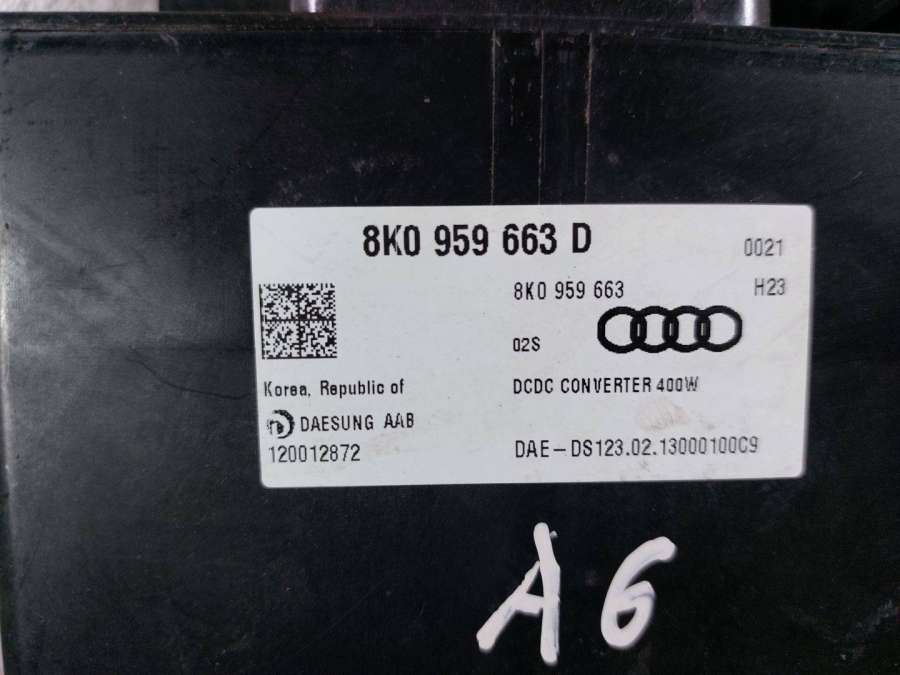 8K0 959 663 D
0021
8K0 959 663
H23
02S
Korea, Republic of
DCDC CONVERTER 400W
DAESUNG AAB
120012872
DAE-DS123.02.13000100C9
A6